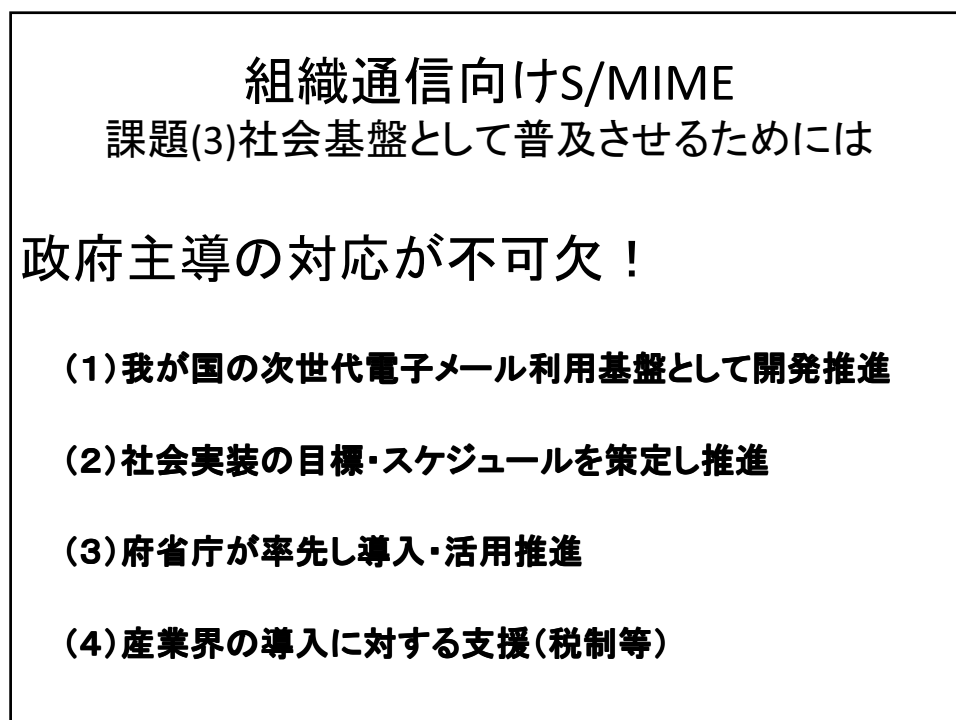 組織通信向けS/MIME
課題(3)社会基盤として普及させるためには
政府主導の対応が不可欠！
（１）我が国の次世代電子メール利用基盤として開発推進
（２）社会実装の目標・スケジュールを策定し推進
（３）府省庁が率先し導入・活用推進
（４）産業界の導入に対する支援（税制等）